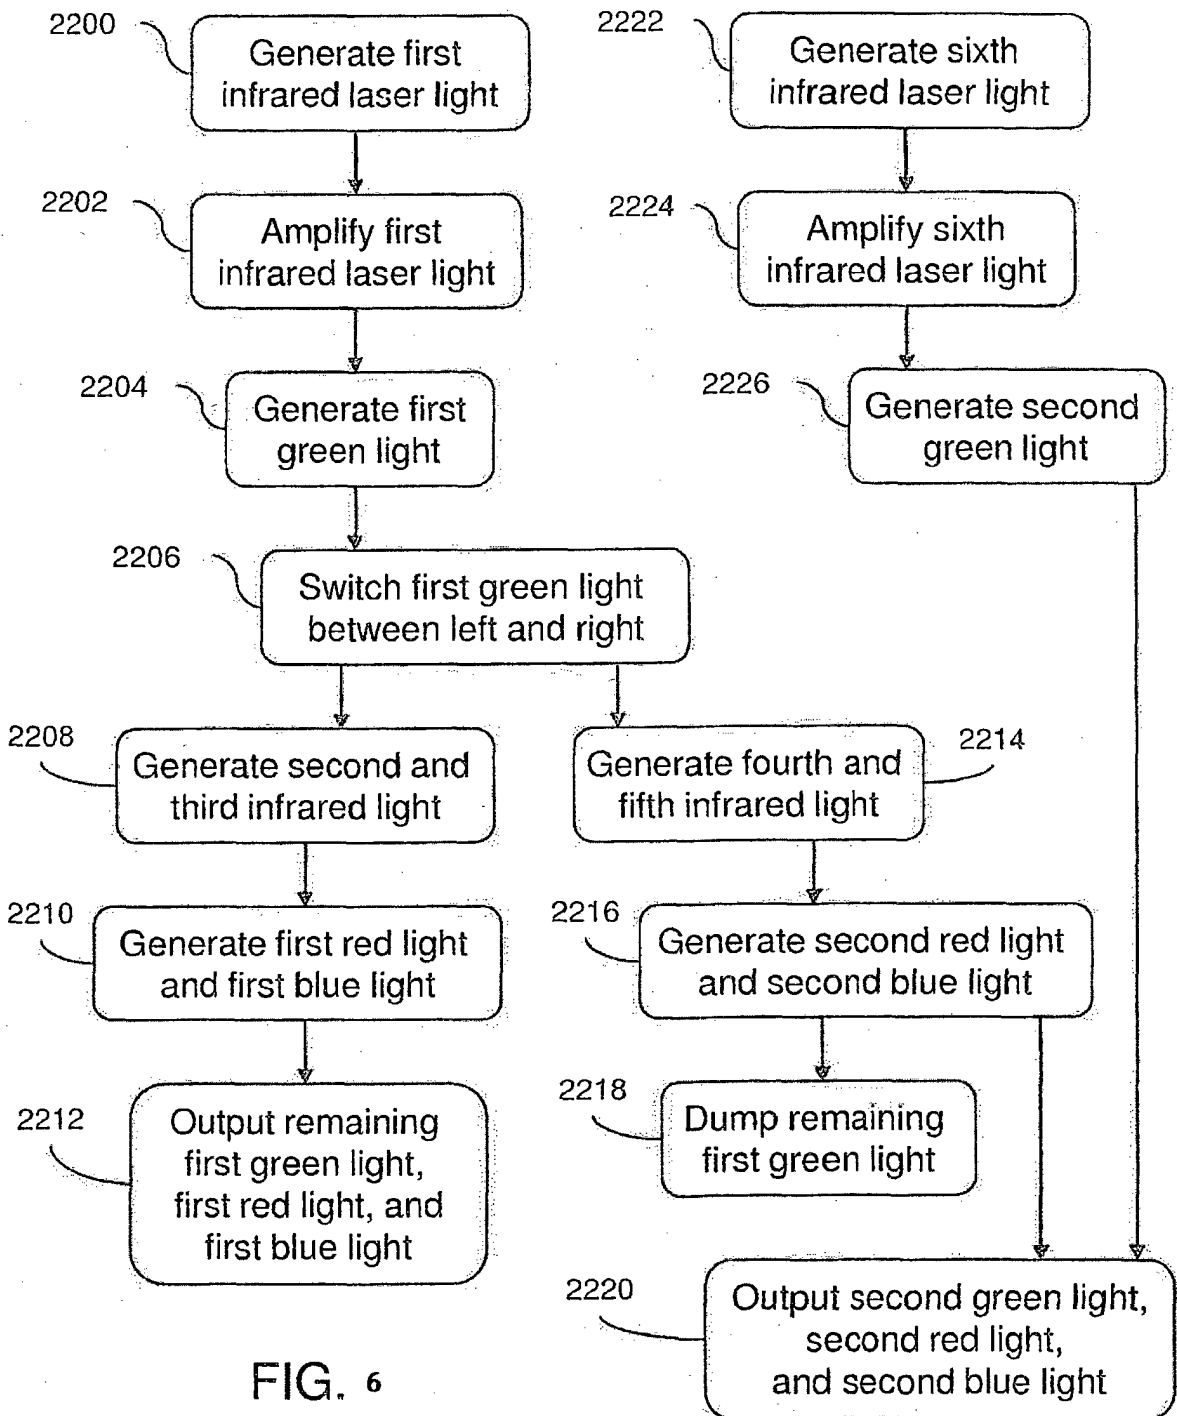 2200
Generate first
infrared laser light
2222
Generate sixth
infrared laser light
2202
Amplify first
infrared laser light
2224
Amplify sixth
infrared laser light
2204
Generate first
green light
2226
Generate second
green light
2206
Switch first green light
between left and right
2208
Generate second and
third infrared light
2214
Generate fourth and
fifth infrared light
2210
Generate first red light
and first blue light
2216
Generate second red light
and second blue light
2212
Output remaining
first green light,
first red light, and
first blue light
2218
Dump remaining
first green light
2220
Output second green light,
second red light,
and second blue light
FIG. 6